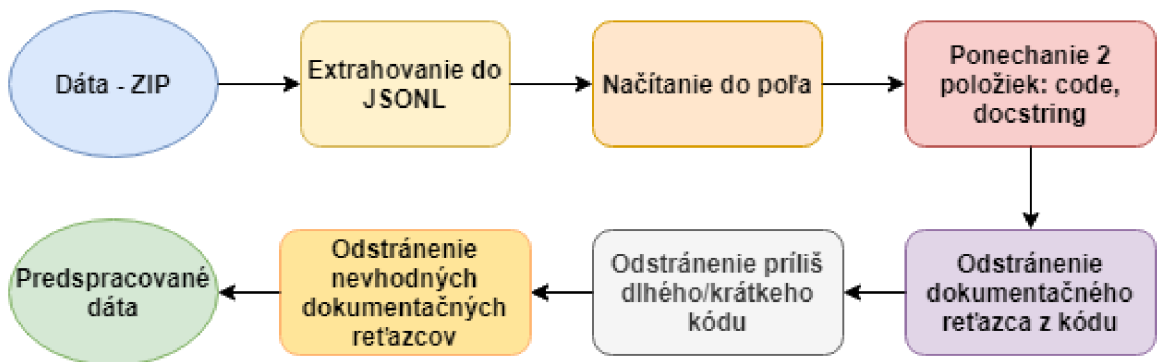 Dáta - ZIP
Extrahovanie do
JSONL
Načítanie do poľa
Ponechanie 2
položiek: code,
docstring
Odstránenie
dokumentačného
reťazca z kódu
Odstránenie príliš
dlhého/krátkeho
kódu
Odstránenie
nevhodných
dokumentačných
reťazcov
Predspracované
dáta